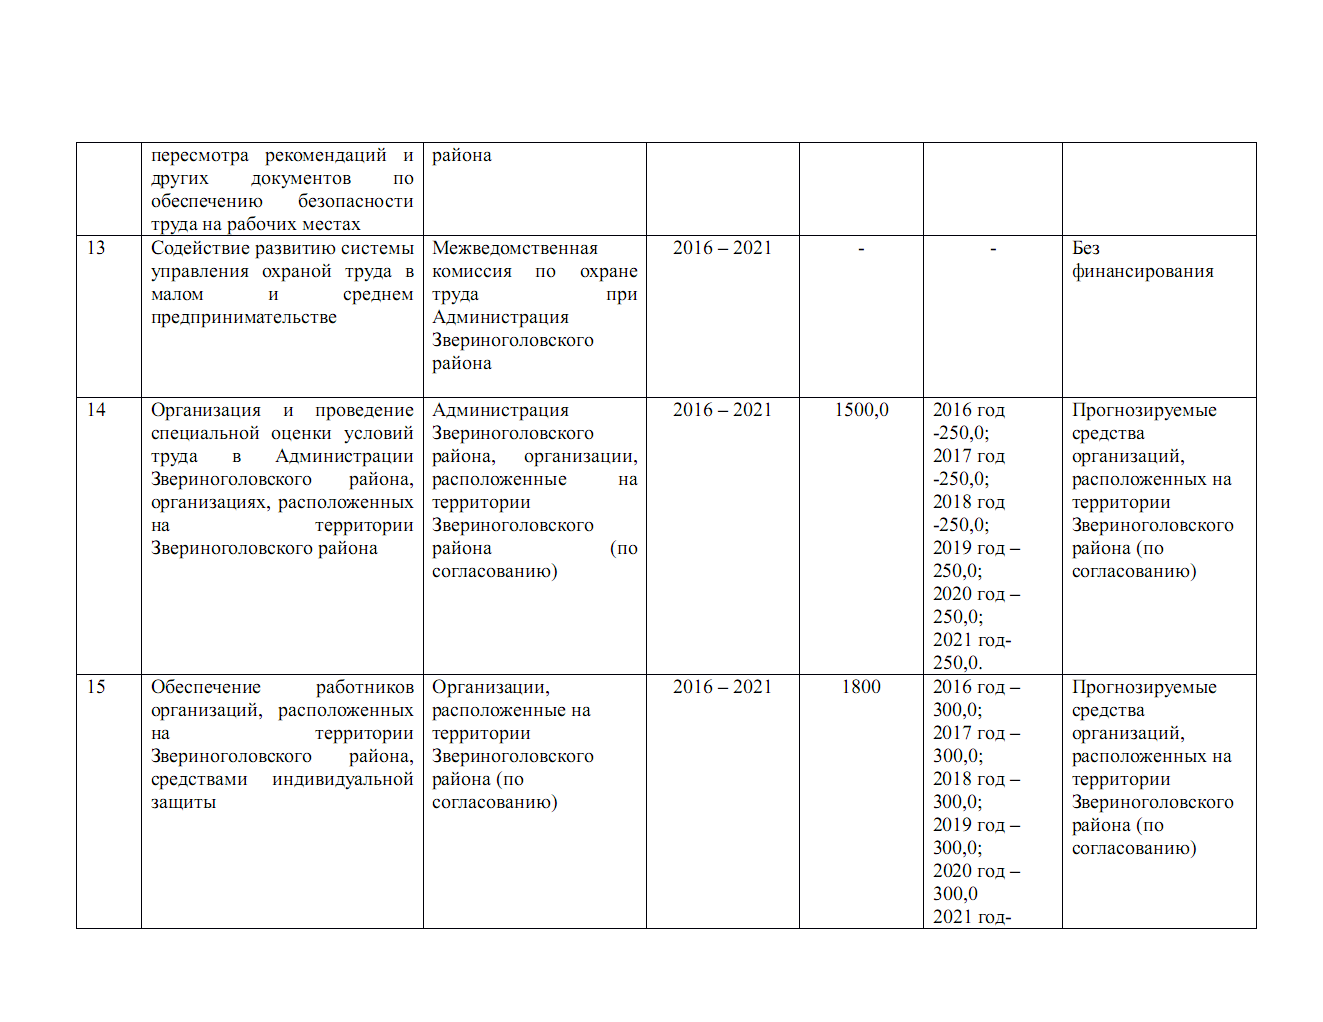 пересмотра рекомендаций и
других документов по
обеспечению безопасности
труда на рабочих местах
района
13
Содействие развитию системы
управления охраной труда в
малом и среднем
предпринимательстве
Межведомственная
комиссия по охране
труда при
Администрация
Звериноголовского
района
2016 – 2021
-
-
Без
финансирования
14
Организация и проведение
специальной оценки условий
труда в Администрации
Звериноголовского района,
организациях, расположенных
на территории
Звериноголовского района
Администрация
Звериноголовского
района, организации,
расположенные на
территории
Звериноголовского
района (по
согласованию)
2016 – 2021
1500,0
2016 год
-250,0;
2017 год
-250,0;
2018 год
-250,0;
2019 год –
250,0;
2020 год –
250,0;
2021 год-
250,0.
Прогнозируемые
средства
организаций,
расположенных на
территории
Звериноголовского
района (по
согласованию)
15
Обеспечение работников
организаций, расположенных
на территории
Звериноголовского района,
средствами индивидуальной
защиты
Организации,
расположенные на
территории
Звериноголовского
района (по
согласованию)
2016 – 2021
1800
2016 год –
300,0;
2017 год –
300,0;
2018 год –
300,0;
2019 год –
300,0;
2020 год –
300,0
2021 год-
Прогнозируемые
средства
организаций,
расположенных на
территории
Звериноголовского
района (по
согласованию)